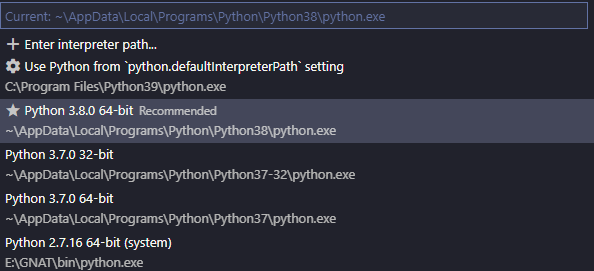 Current: ~\AppData\Local\Programs\Python\Python38\python.exe
+ Enter interpreter path...
Use Python from `python.defaultInterpreterPath` setting
C:\Program Files\Python39\python.exe
Python 3.8.0 64-bit Recommended
~\AppData\Local\Programs\Python\Python38\python.exe
Python 3.7.0 32-bit
~\AppData\Local\Programs\Python\Python37-32\python.exe
Python 3.7.0 64-bit
~\AppData\Local\Programs\Python\Python37\python.exe
Python 2.7.16 64-bit (system)
E:\GNAT\bin\python.exe